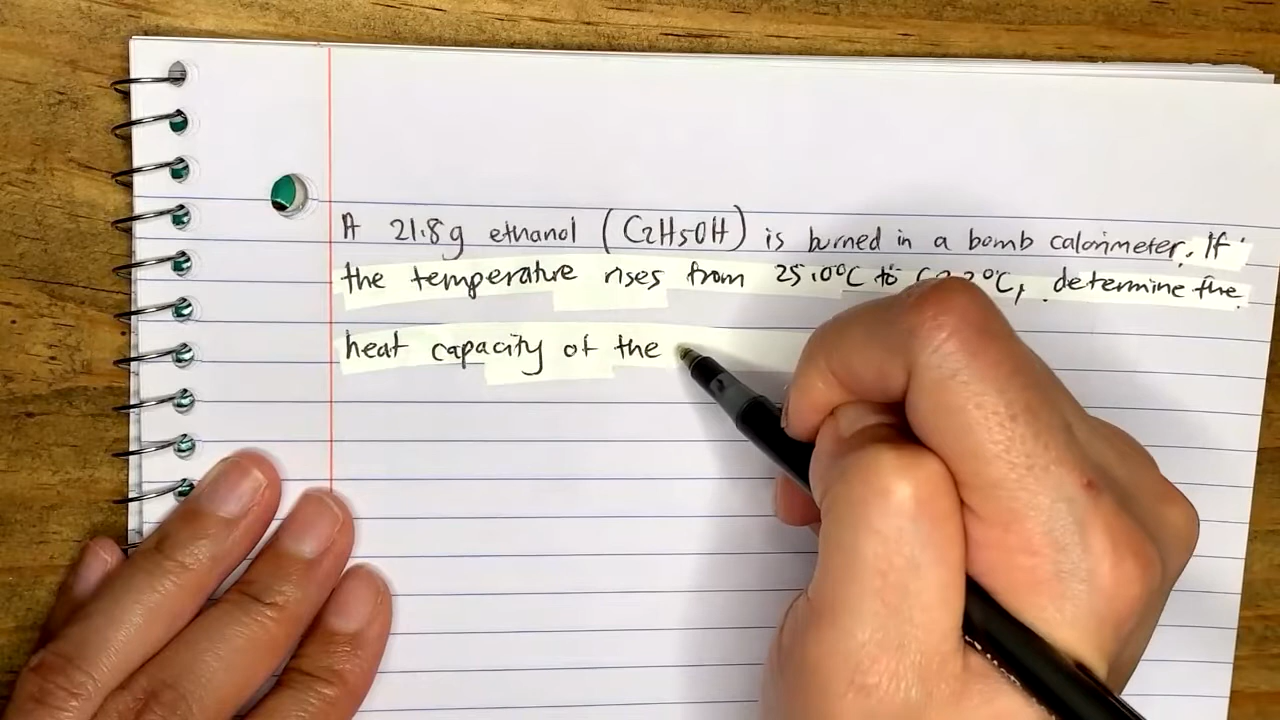 A 21.8g ethanol (C2H5OH) is burned in a bomb calorimeter. If
the temperature rises from 25.0°C to °C, determine the
heat capacity of the